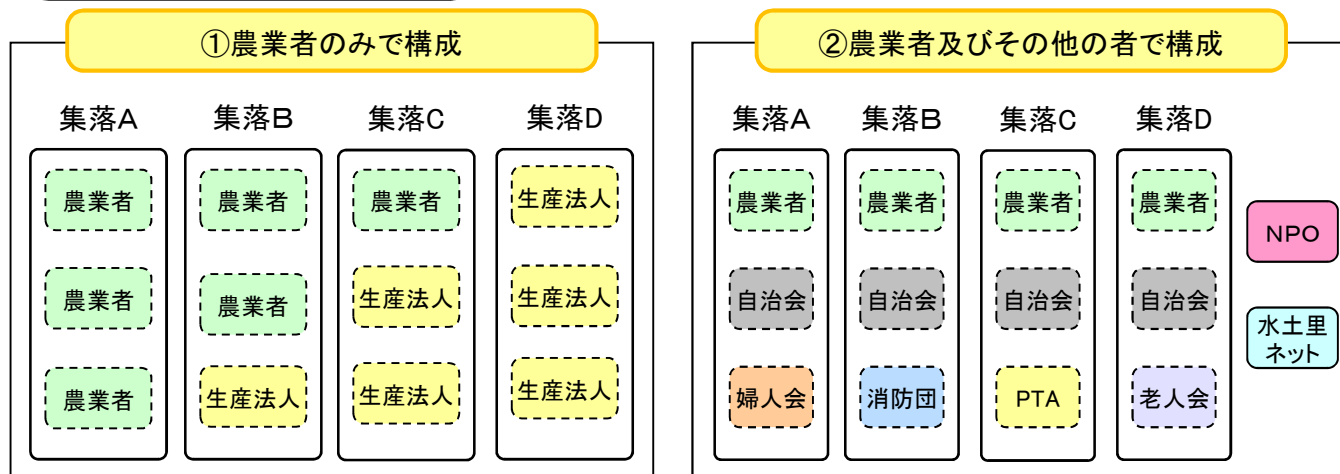 ①農業者のみで構成
集落A
集落B
集落C
集落D
農業者
農業者
農業者
生産法人
農業者
農業者
生産法人
生産法人
農業者
生産法人
生産法人
生産法人
②農業者及びその他の者で構成
集落A
集落B
集落C
集落D
農業者
農業者
農業者
農業者
NPO
自治会
自治会
自治会
自治会
水土里
ネット
婦人会
消防団
PTA
老人会